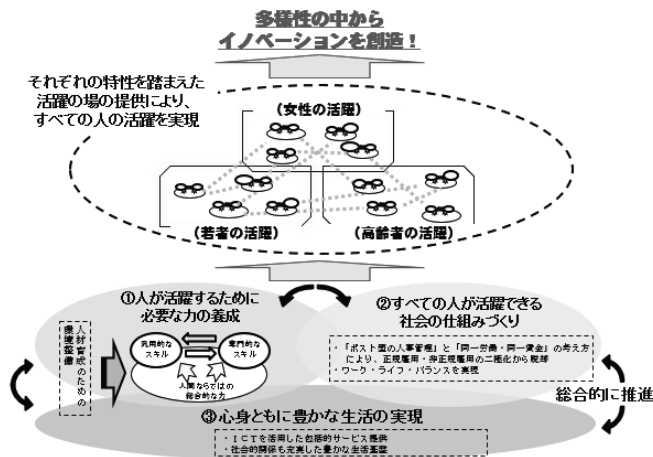 多様性の中から
イノベーションを創造！
それぞれの特性を踏まえた
活躍の場の提供により、
すべての人の活躍を実現
（女性の活躍）
（若者の活躍）
（高齢者の活躍）
①人が活躍するために
必要な力の養成
人材育成のための
環境整備
汎用的な
スキル
専門的な
スキル
人間ならではの
総合的な力
②すべての人が活躍できる
社会の仕組みづくり
・「ポスト型の人事管理」と「同一労働・同一賃金」の考え方
により、正規雇用・非正規雇用の二極化から脱却
・ワーク・ライフ・バランスを実現
総合的に推進
③心身ともに豊かな生活の実現
・ＩＣＴを活用した包括的サービス提供
・社会的関係も充実した豊かな生活基盤